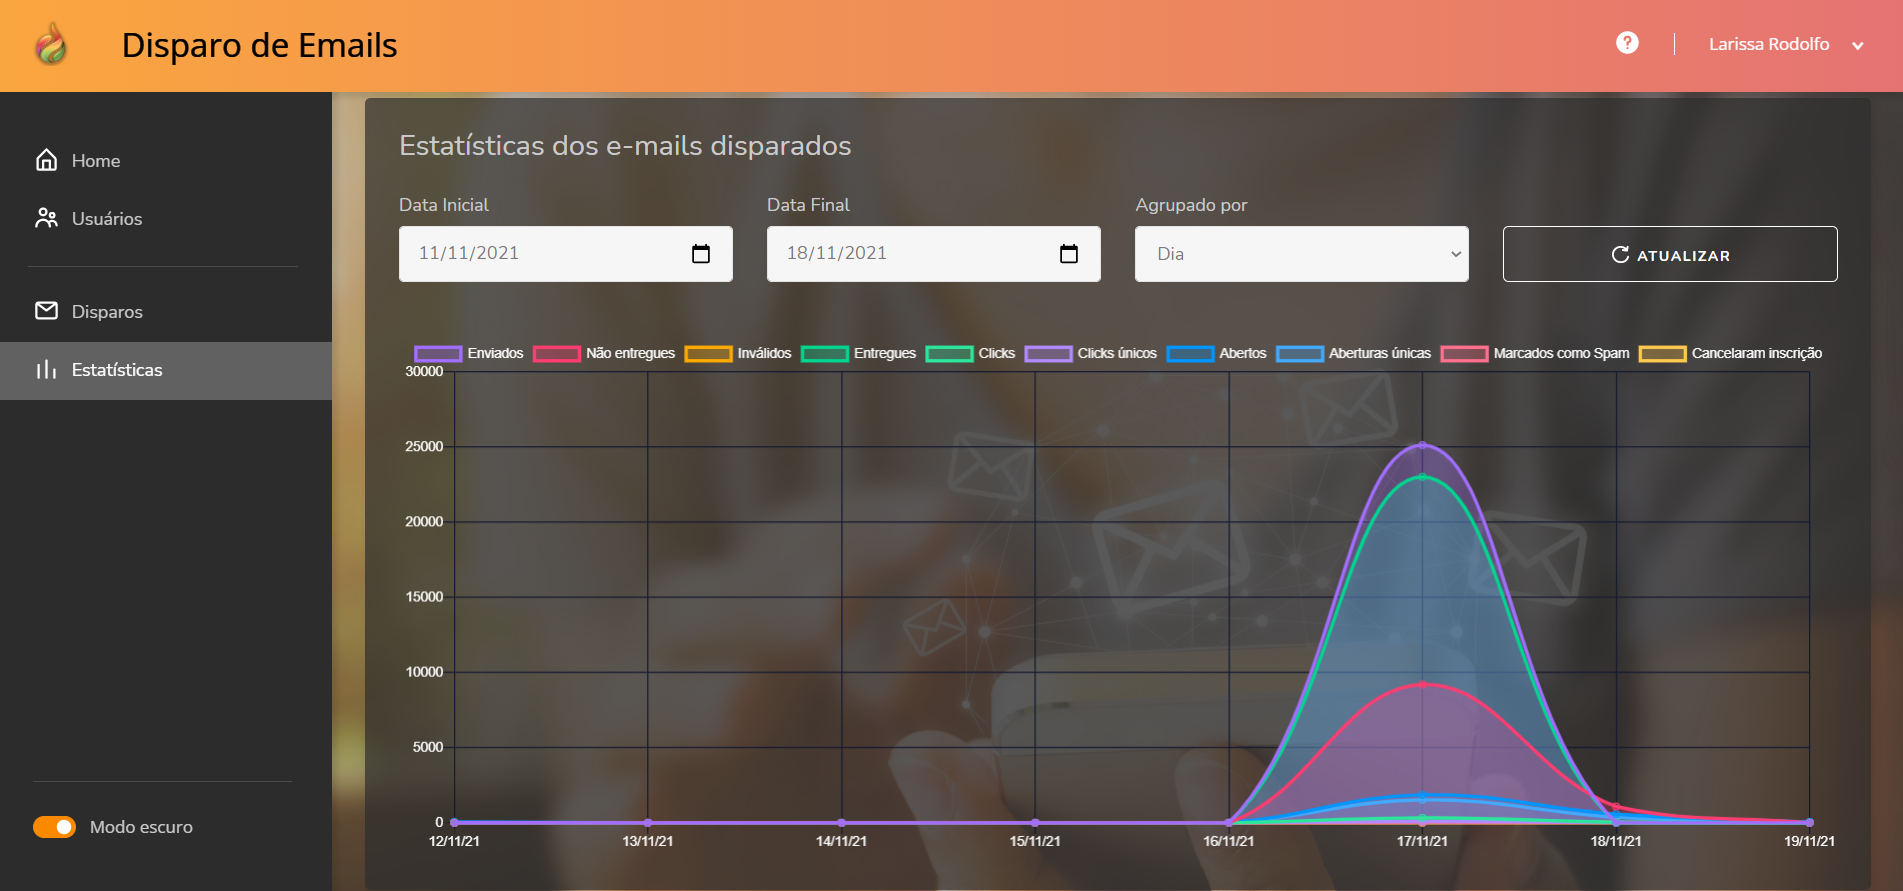 Disparo de Emails
? Larissa Rodolfo
Home
Usuários
Disparos
Estatísticas
Modo escuro
Estatísticas dos e-mails disparados
Data Inicial
11/11/2021
Data Final
18/11/2021
Agrupado por
Dia
ATUALIZAR
Enviados Não entregues Inválidos Entregues Clicks Clicks únicos Abertos Aberturas únicas Marcados como Spam Cancelaram inscrição
30000
25000
20000
15000
10000
5000
0
12/11/21 13/11/21 14/11/21 15/11/21 16/11/21 17/11/21 18/11/21 19/11/21